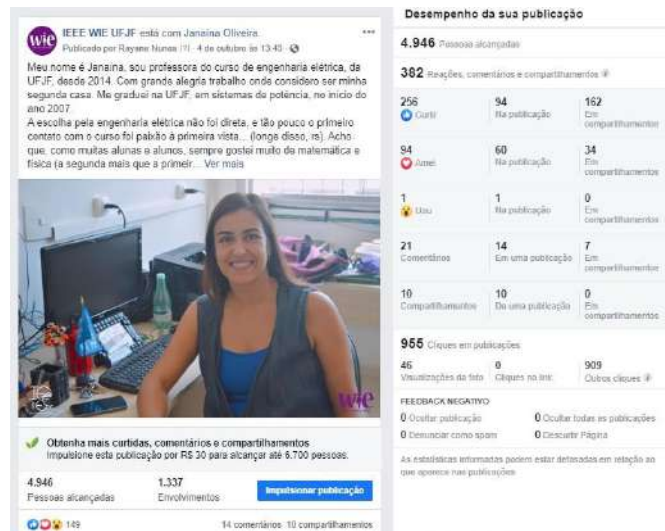 IEEE WIE UFJF está com Janaina Oliveira.
Publicado por Rayane Nunes [?] · 4 de outubro às 13:45 ·
Meu nome é Janaína, sou professora do curso de engenharia elétrica, da
UFJF, desde 2014. Com grande alegria trabalho onde considero ser minha
segunda casa. Me graduei na UFJF, em sistemas de potência, no início do
ano 2007.
A escolha pela engenharia elétrica não foi direta, e tão pouco o primeiro
contato com o curso foi paixão à primeira vista... (longe disso, rs). Acho
que, como muitas alunas e alunos, sempre gostei muito de matemática e
física (a segunda mais que a primeir... Ver mais
wie
Obtenha mais curtidas, comentários e compartilhamentos
Impulsione esta publicação por R$ 30 para alcançar até 6.700 pessoas.
4.946 Pessoas alcançadas
1.337 Envolvimentos
Impulsionar publicação
149
14 comentários 10 compartilhamentos
Desempenho da sua publicação
4.946 Pessoas alcançadas
382 Reações, comentários e compartilhamentos
256 Curtir
94 Na publicação
162 Em compartilhamentos
94 Amei
60 Na publicação
34 Em compartilhamentos
1 Uau
1 Na publicação
0 Em compartilhamentos
21 Comentários
14 Em uma publicação
7 Em compartilhamentos
10 Compartilhamentos
10 De uma publicação
0 Em compartilhamentos
955 Cliques em publicações
46 Visualizações da foto
0 Cliques no link
909 Outros cliques
FEEDBACK NEGATIVO
0 Ocultar publicação
0 Ocultar todas as publicações
0 Denunciar como spam
0 Descurtir Página
As estatísticas informadas podem estar defasadas em relação ao
que aparece nas publicações